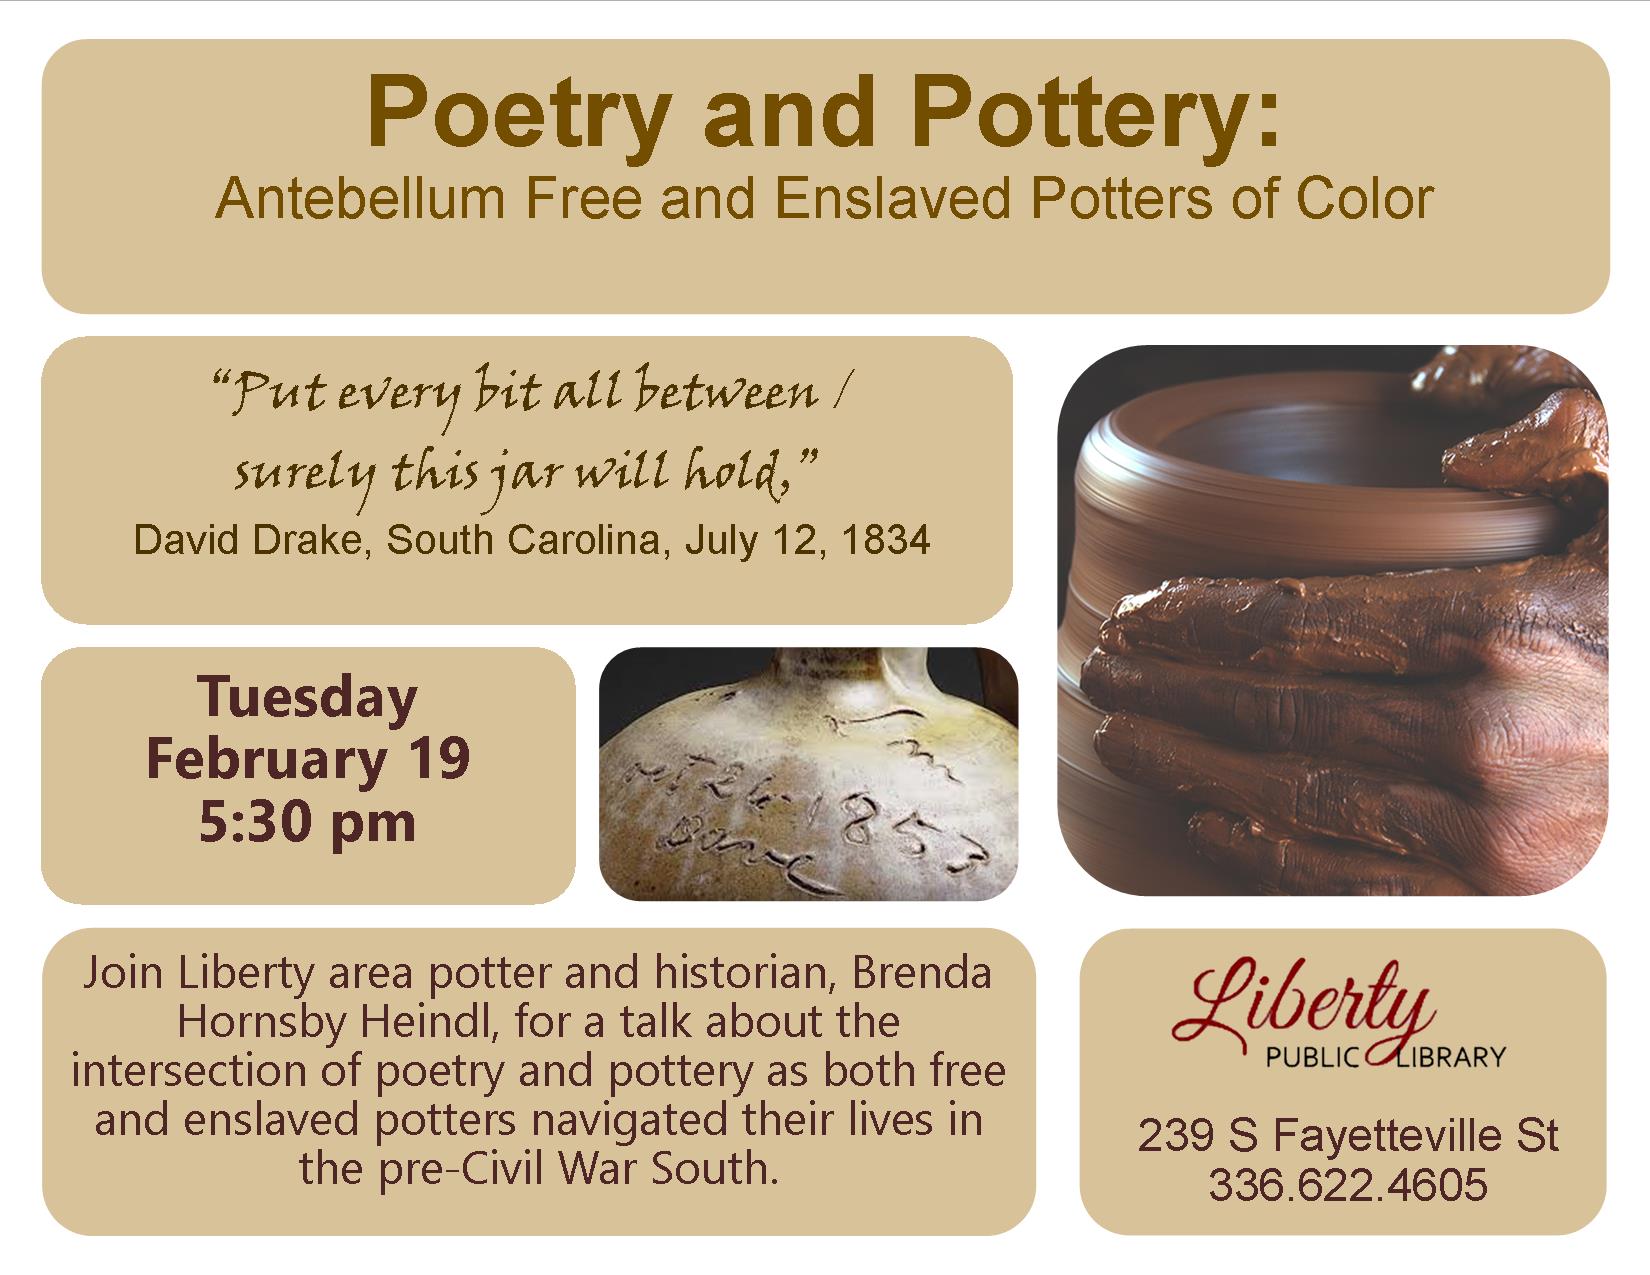 Poetry and Pottery:
Antebellum Free and Enslaved Potters of Color
“Put every bit all between /
surely this jar will hold,”
David Drake, South Carolina, July 12, 1834
Tuesday
February 19
5:30 pm
Join Liberty area potter and historian, Brenda
Hornsby Heindl, for a talk about the
intersection of poetry and pottery as both free
and enslaved potters navigated their lives in
the pre-Civil War South.
Liberty
PUBLIC LIBRARY
239 S Fayetteville St
336.622.4605